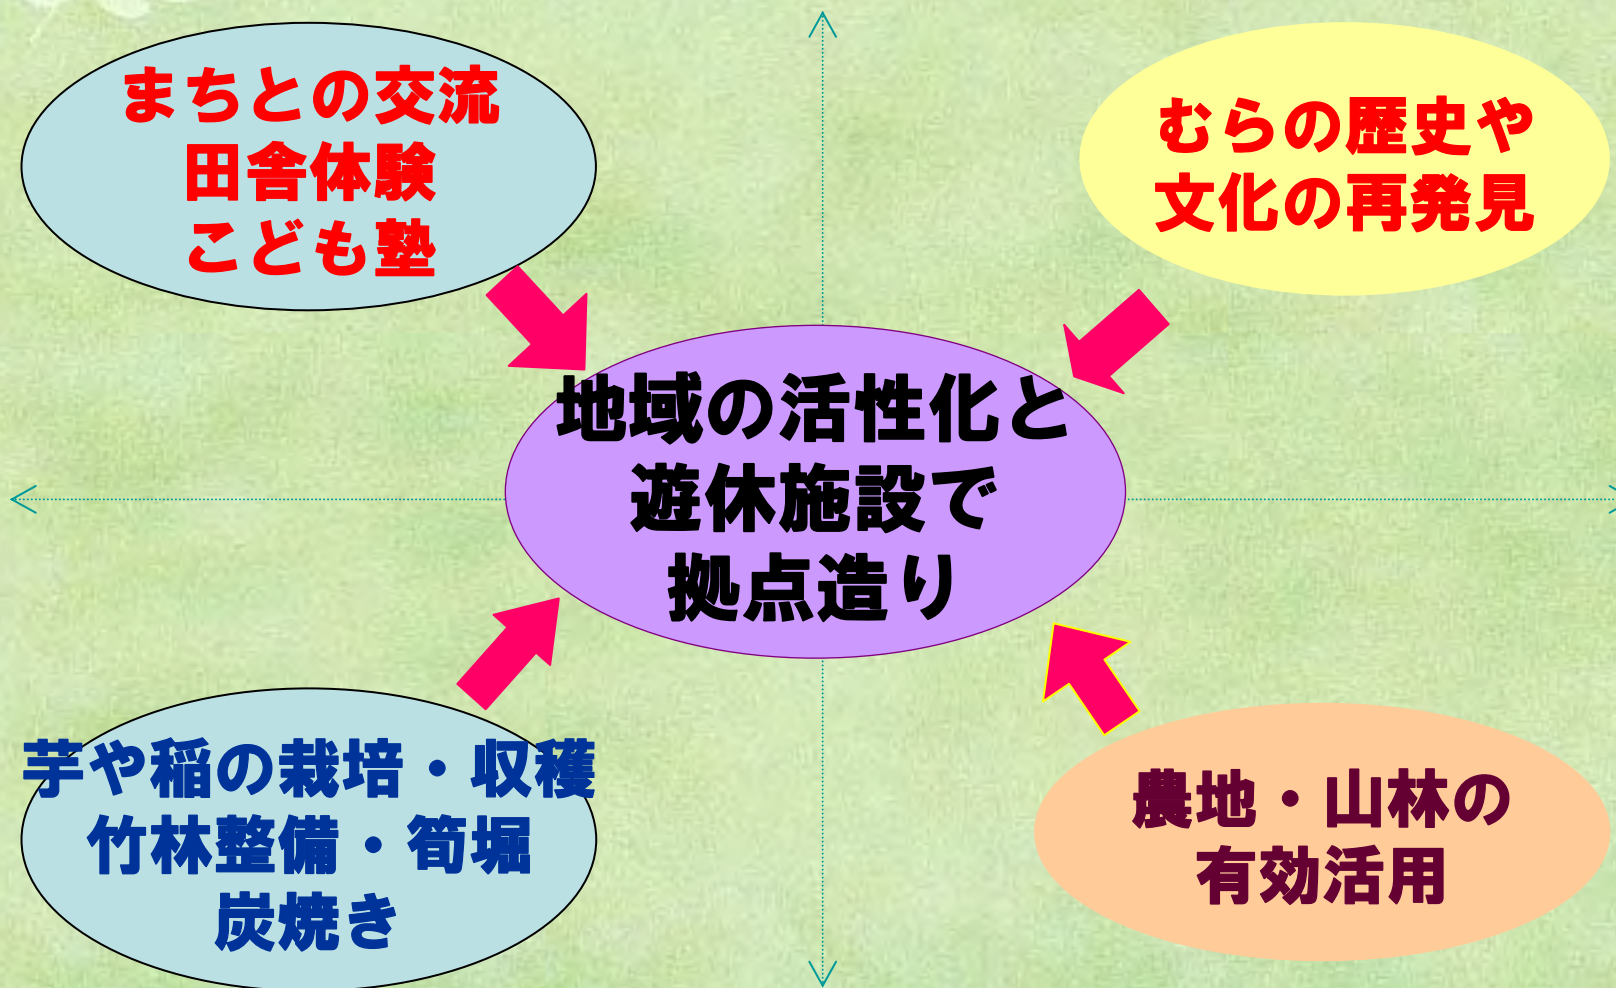 まちとの交流
田舎体験
こども塾
むらの歴史や
文化の再発見
地域の活性化と
遊休施設で
拠点造り
芋や稲の栽培・収穫
竹林整備・筍堀
炭焼き
農地・山林の
有効活用